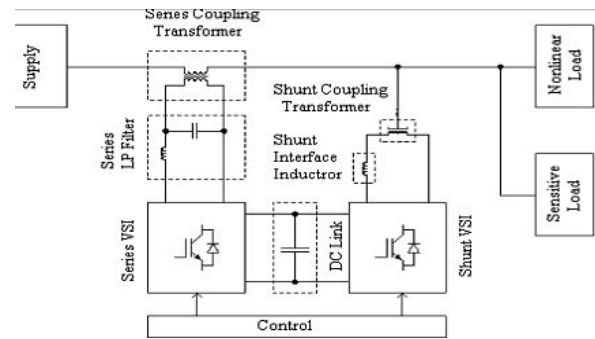 Series Coupling
Transformer
Supply
Nonlinear
Load
Shunt Coupling
Transformer
Series
LP Filter
Shunt
Interface
Inductror
Sensitive
Load
Series VSI
DC Link
Shunt VSI
Control